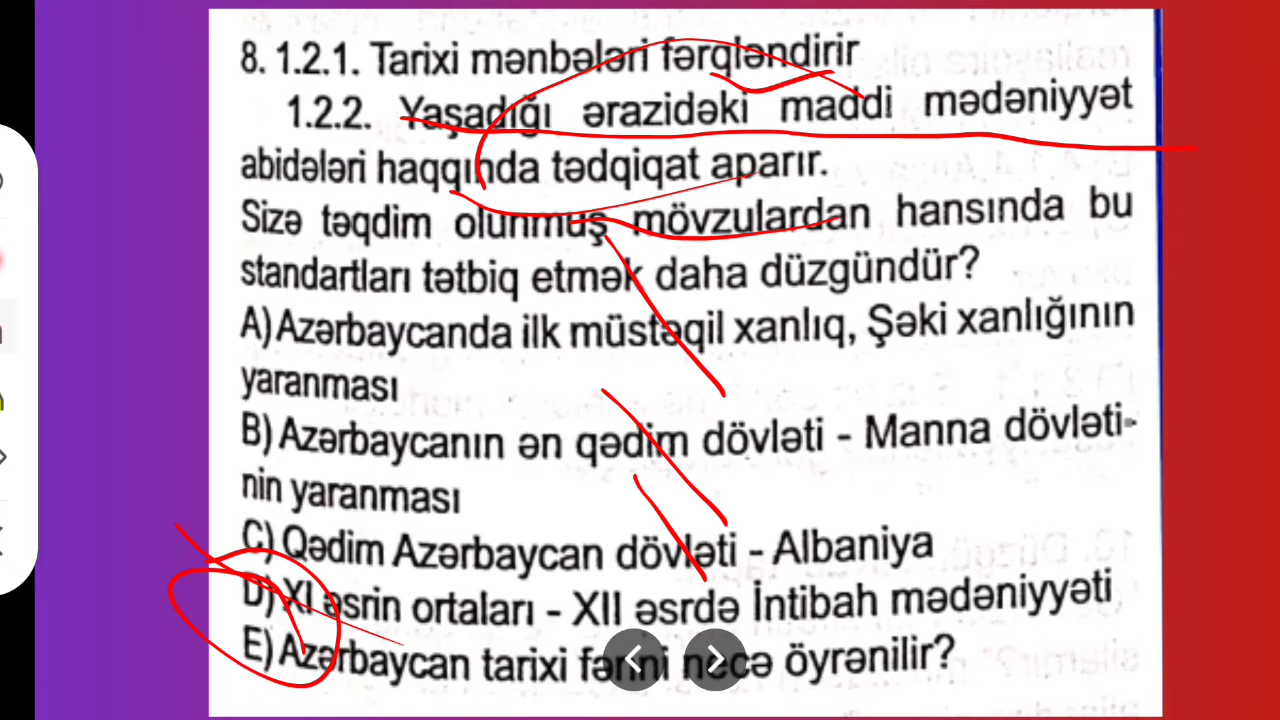 8. 1.2.1. Tarixi mənbələri fərqləndirir
1.2.2. Yaşadığı ərazidəki maddi mədəniyyət
abidələri haqqında tədqiqat aparır.
Sizə təqdim olunmuş mövzulardan hansında bu
standartları tətbiq etmək daha düzgündür?
A) Azərbaycanda ilk müstəqil xanlıq, Şəki xanlığının
yaranması
B) Azərbaycanın ən qədim dövləti - Manna dövləti-
nin yaranması
C) Qədim Azərbaycan dövləti - Albaniya
D) XI əsrin ortaları - XII əsrdə İntibah mədəniyyəti
E) Azərbaycan tarixi fənni necə öyrənilir?